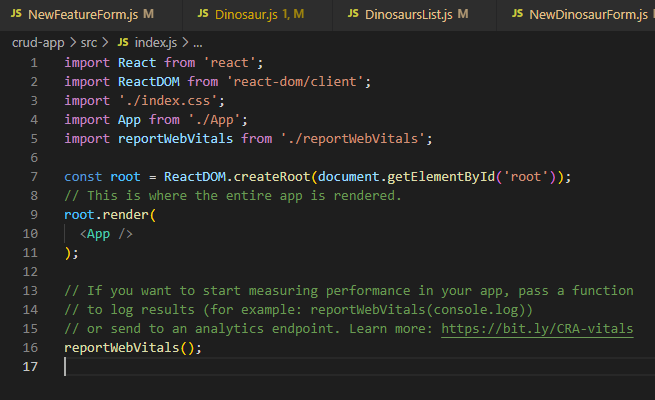 JS NewFeatureForm.js M JS Dinosaur.js 1, M JS DinosaursList.js M JS NewDinosaurForm.js M
crud-app > src > JS index.js > ...
1 import React from 'react';
2 import ReactDOM from 'react-dom/client';
3 import './index.css';
4 import App from './App';
5 import reportWebVitals from './reportWebVitals';
6
7 const root = ReactDOM.createRoot(document.getElementById('root'));
8 // This is where the entire app is rendered.
9 root.render(
10   <App />
11 );
12
13 // If you want to start measuring performance in your app, pass a function
14 // to log results (for example: reportWebVitals(console.log))
15 // or send to an analytics endpoint. Learn more: https://bit.ly/CRA-vitals
16 reportWebVitals();
17